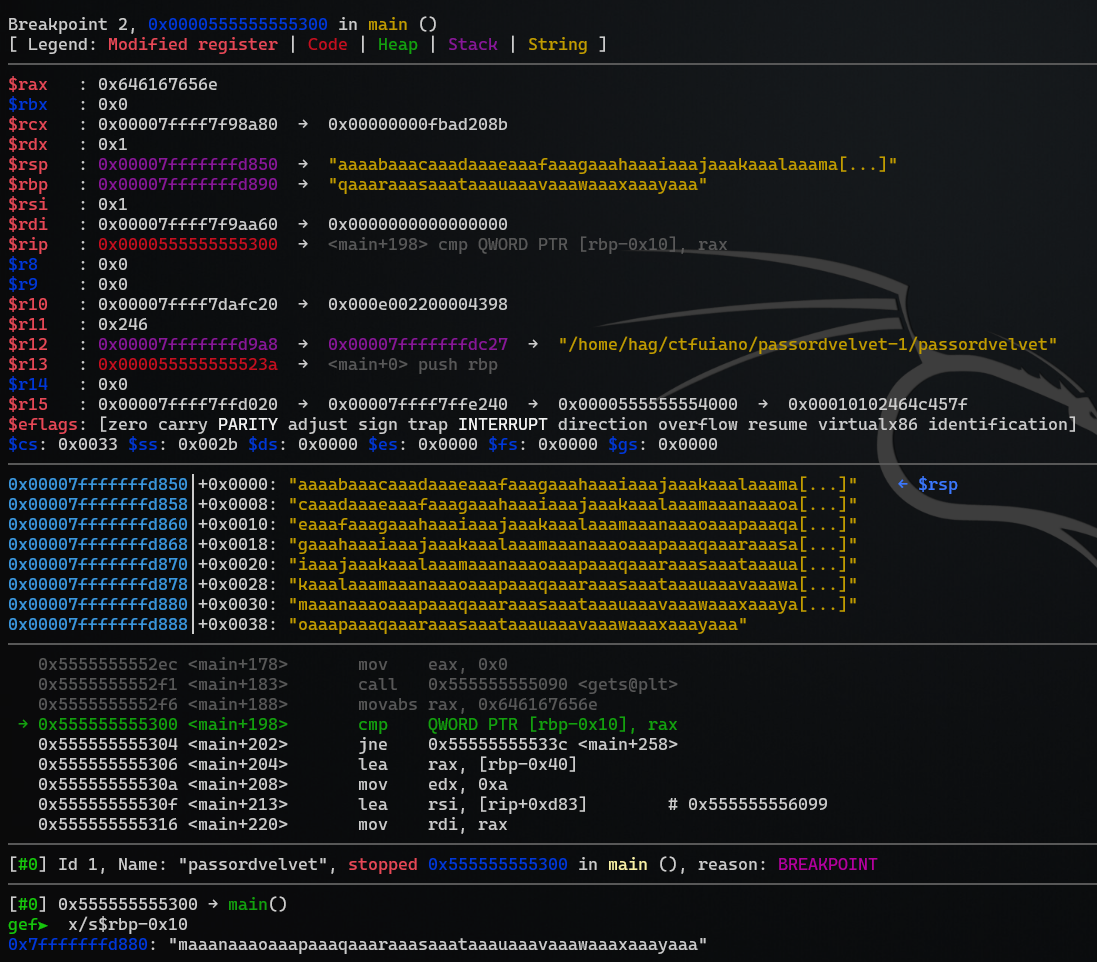 Breakpoint 2, 0x0000555555555300 in main ()
[ Legend: Modified register | Code | Heap | Stack | String ]
$rax   : 0x646167656e
$rbx   : 0x0
$rcx   : 0x00007ffff7f98a80  →  0x00000000fbad208b
$rdx   : 0x1
$rsp   : 0x00007fffffffd850  →  "aaaabaaacaaadaaaeaaafaaagaaahaaaiaaajaaakaaalaaama[...]"
$rbp   : 0x00007fffffffd890  →  "qaaaraaasaaataaauaaavaaawaaaxaaayaaa"
$rsi   : 0x1
$rdi   : 0x00007ffff7f9aa60  →  0x0000000000000000
$rip   : 0x0000555555555300  →  <main+198> cmp QWORD PTR [rbp-0x10], rax
$r8    : 0x0
$r9    : 0x0
$r10   : 0x00007ffff7dafc20  →  0x000e002200004398
$r11   : 0x246
$r12   : 0x00007fffffffd9a8  →  0x00007fffffffdc27  →  "/home/hag/ctfuiano/passordvelvet-1/passordvelvet"
$r13   : 0x000055555555523a  →  <main+0> push rbp
$r14   : 0x0
$r15   : 0x00007ffff7ffd020  →  0x00007ffff7ffe240  →  0x0000555555554000  →  0x00010102464c457f
$eflags: [zero carry PARITY adjust sign trap INTERRUPT direction overflow resume virtualx86 identification]
$cs: 0x0033 $ss: 0x002b $ds: 0x0000 $es: 0x0000 $fs: 0x0000 $gs: 0x0000
0x00007fffffffd850│+0x0000: "aaaabaaacaaadaaaeaaafaaagaaahaaaiaaajaaakaaalaaama[...]"    ← $rsp
0x00007fffffffd858│+0x0008: "caaadaaaeaaafaaagaaahaaaiaaajaaakaaalaaamaaanaaaoa[...]"
0x00007fffffffd860│+0x0010: "eaaafaaagaaahaaaiaaajaaakaaalaaamaaanaaaoaaapaaaqa[...]"
0x00007fffffffd868│+0x0018: "gaaahaaaiaaajaaakaaalaaamaaanaaaoaaapaaaqaaaraaasa[...]"
0x00007fffffffd870│+0x0020: "iaaajaaakaaalaaamaaanaaaoaaapaaaqaaaraaasaaataaaua[...]"
0x00007fffffffd878│+0x0028: "kaaalaaamaaanaaaoaaapaaaqaaaraaasaaataaauaaavaaawa[...]"
0x00007fffffffd880│+0x0030: "maaanaaaoaaapaaaqaaaraaasaaataaauaaavaaawaaaxaaaya[...]"
0x00007fffffffd888│+0x0038: "oaaapaaaqaaaraaasaaataaauaaavaaawaaaxaaayaaa"
0x5555555552ec <main+178>       mov    eax, 0x0
0x5555555552f1 <main+183>       call   0x555555555090 <gets@plt>
0x5555555552f6 <main+188>       movabs rax, 0x646167656e
→ 0x555555555300 <main+198>       cmp    QWORD PTR [rbp-0x10], rax
0x555555555304 <main+202>       jne    0x55555555533c <main+258>
0x555555555306 <main+204>       lea    rax, [rbp-0x40]
0x55555555530a <main+208>       mov    edx, 0xa
0x55555555530f <main+213>       lea    rsi, [rip+0xd83]        # 0x555555556099
0x555555555316 <main+220>       mov    rdi, rax
[#0] Id 1, Name: "passordvelvet", stopped 0x555555555300 in main (), reason: BREAKPOINT
[#0] 0x555555555300 → main()
gef➤  x/s$rbp-0x10
0x7fffffffd880: "maaanaaaoaaapaaaqaaaraaasaaataaauaaavaaawaaaxaaayaaa"